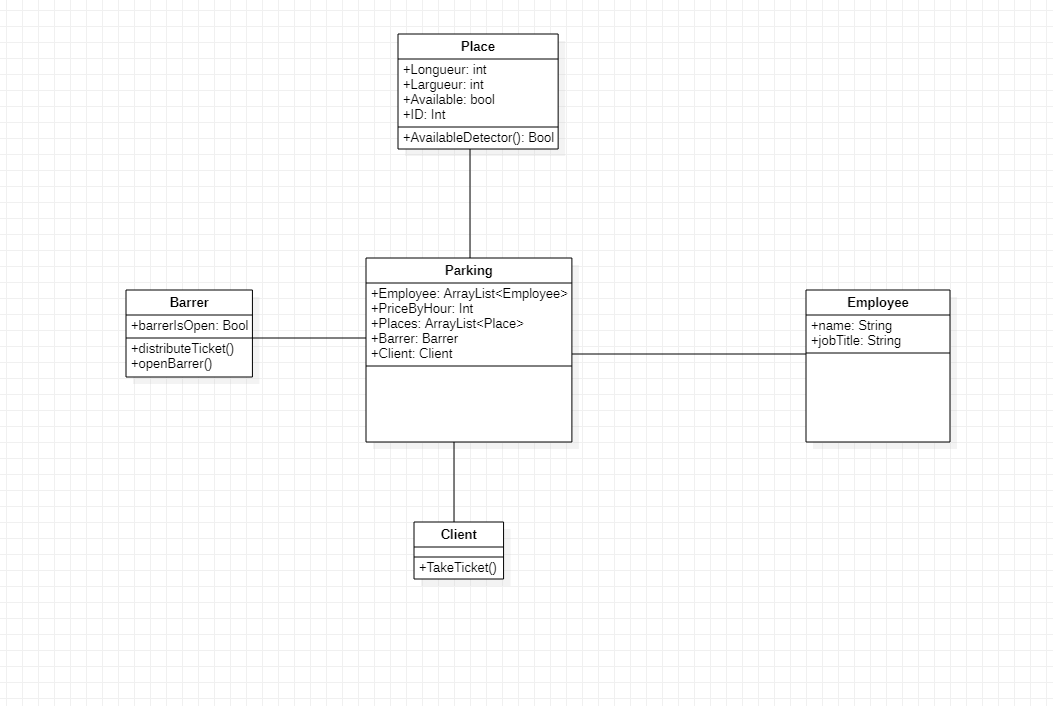 Place
+Longueur: int
+Largueur: int
+Available: bool
+ID: Int
+AvailableDetector(): Bool
Parking
+Employee: ArrayList<Employee>
+PriceByHour: Int
+Places: ArrayList<Place>
+Barrer: Barrer
+Client: Client
Barrer
+barrerIsOpen: Bool
+distributeTicket()
+openBarrer()
Employee
+name: String
+jobTitle: String
Client
+TakeTicket()